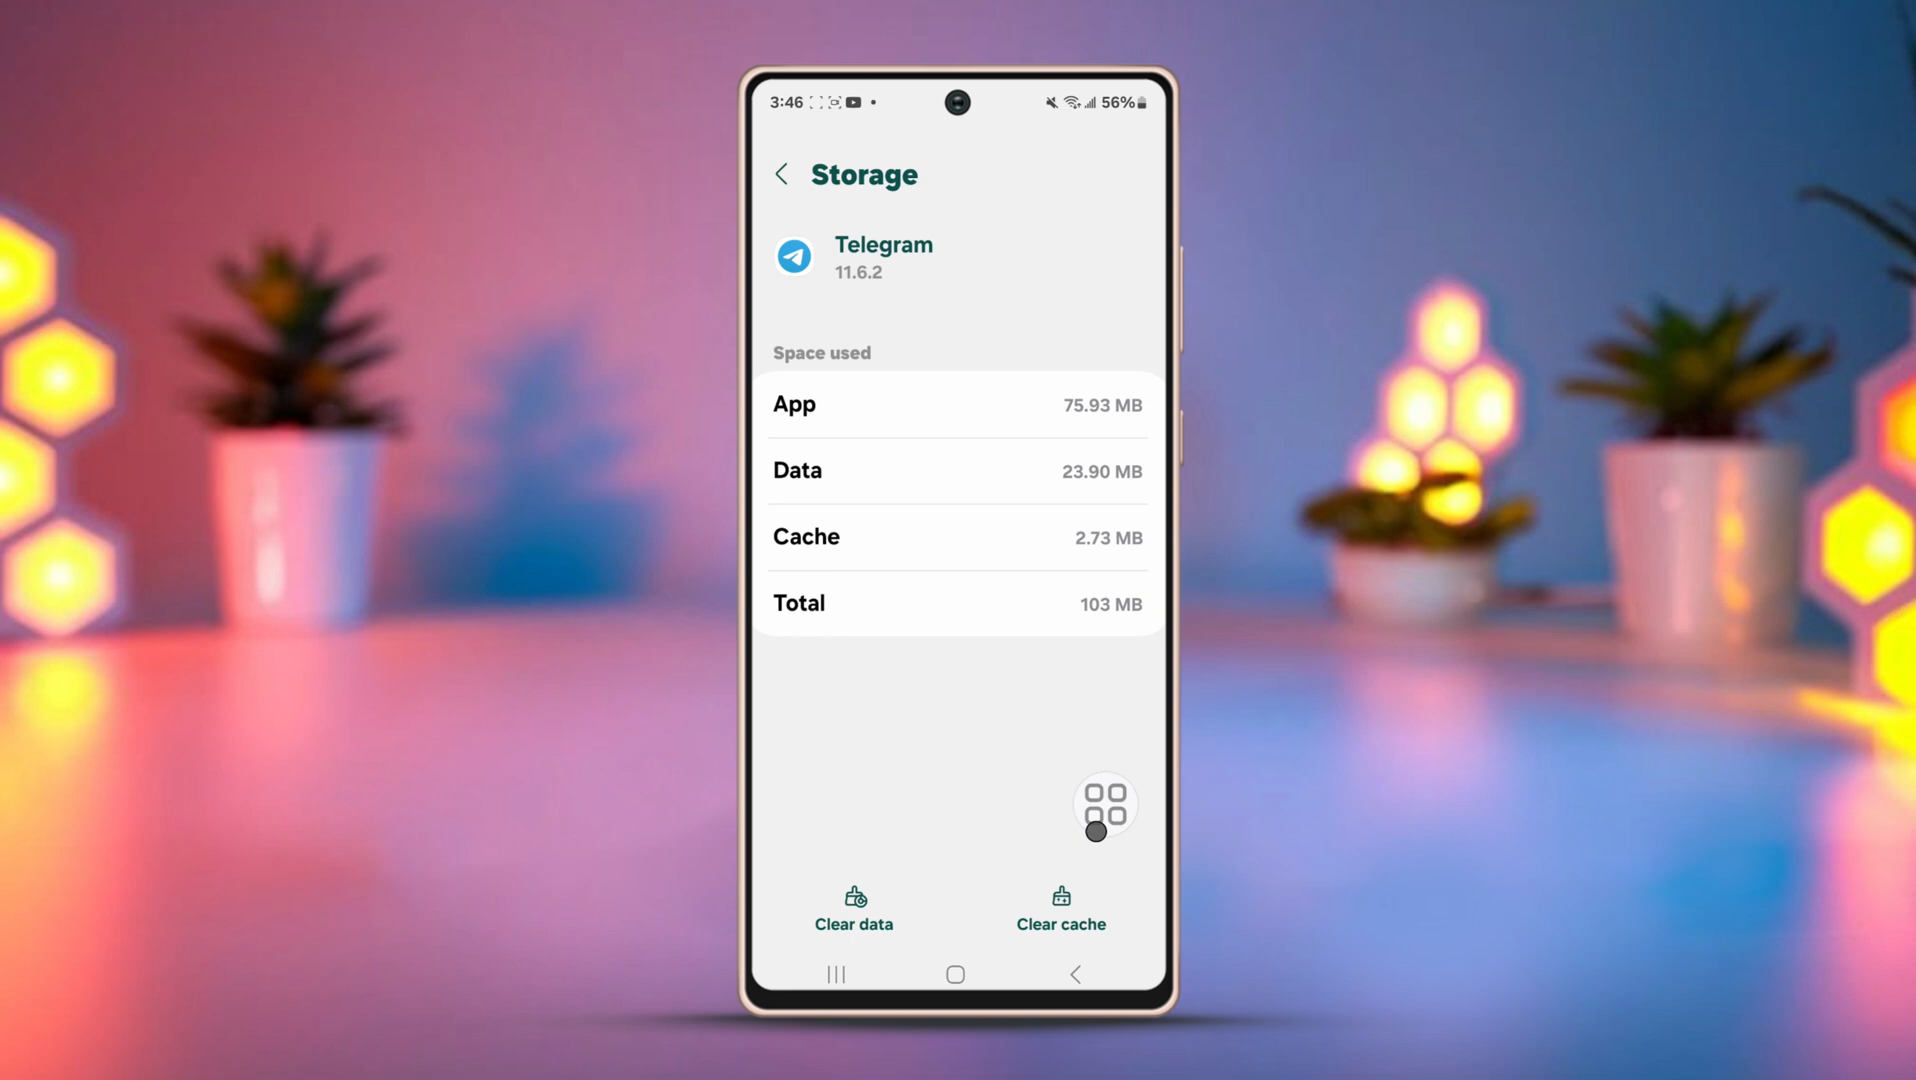 3:46
56%
Storage
Telegram
11.6.2
Space used
App 75.93 MB
Data 23.90 MB
Cache 2.73 MB
Total 103 MB
Clear data
Clear cache